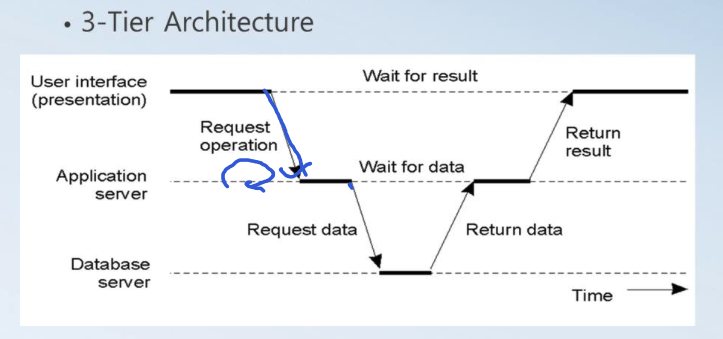 • 3-Tier Architecture
User interface
(presentation)
Wait for result
Request
operation
Return
result
Application
server
Wait for data
Request data
Return data
Database
server
Time